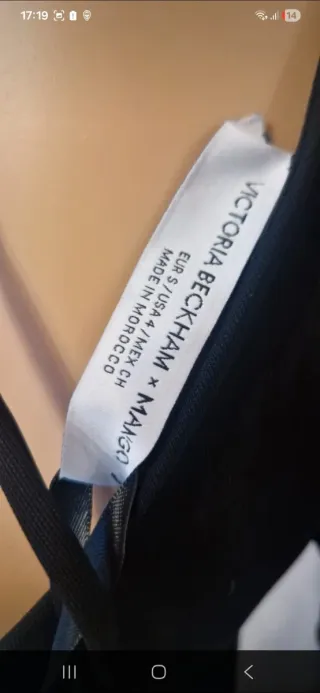 17:19
14
VICTORIA BECKHAM × MANGO
EUR S / USA 4 / MEX CH
MADE IN MOROCCO